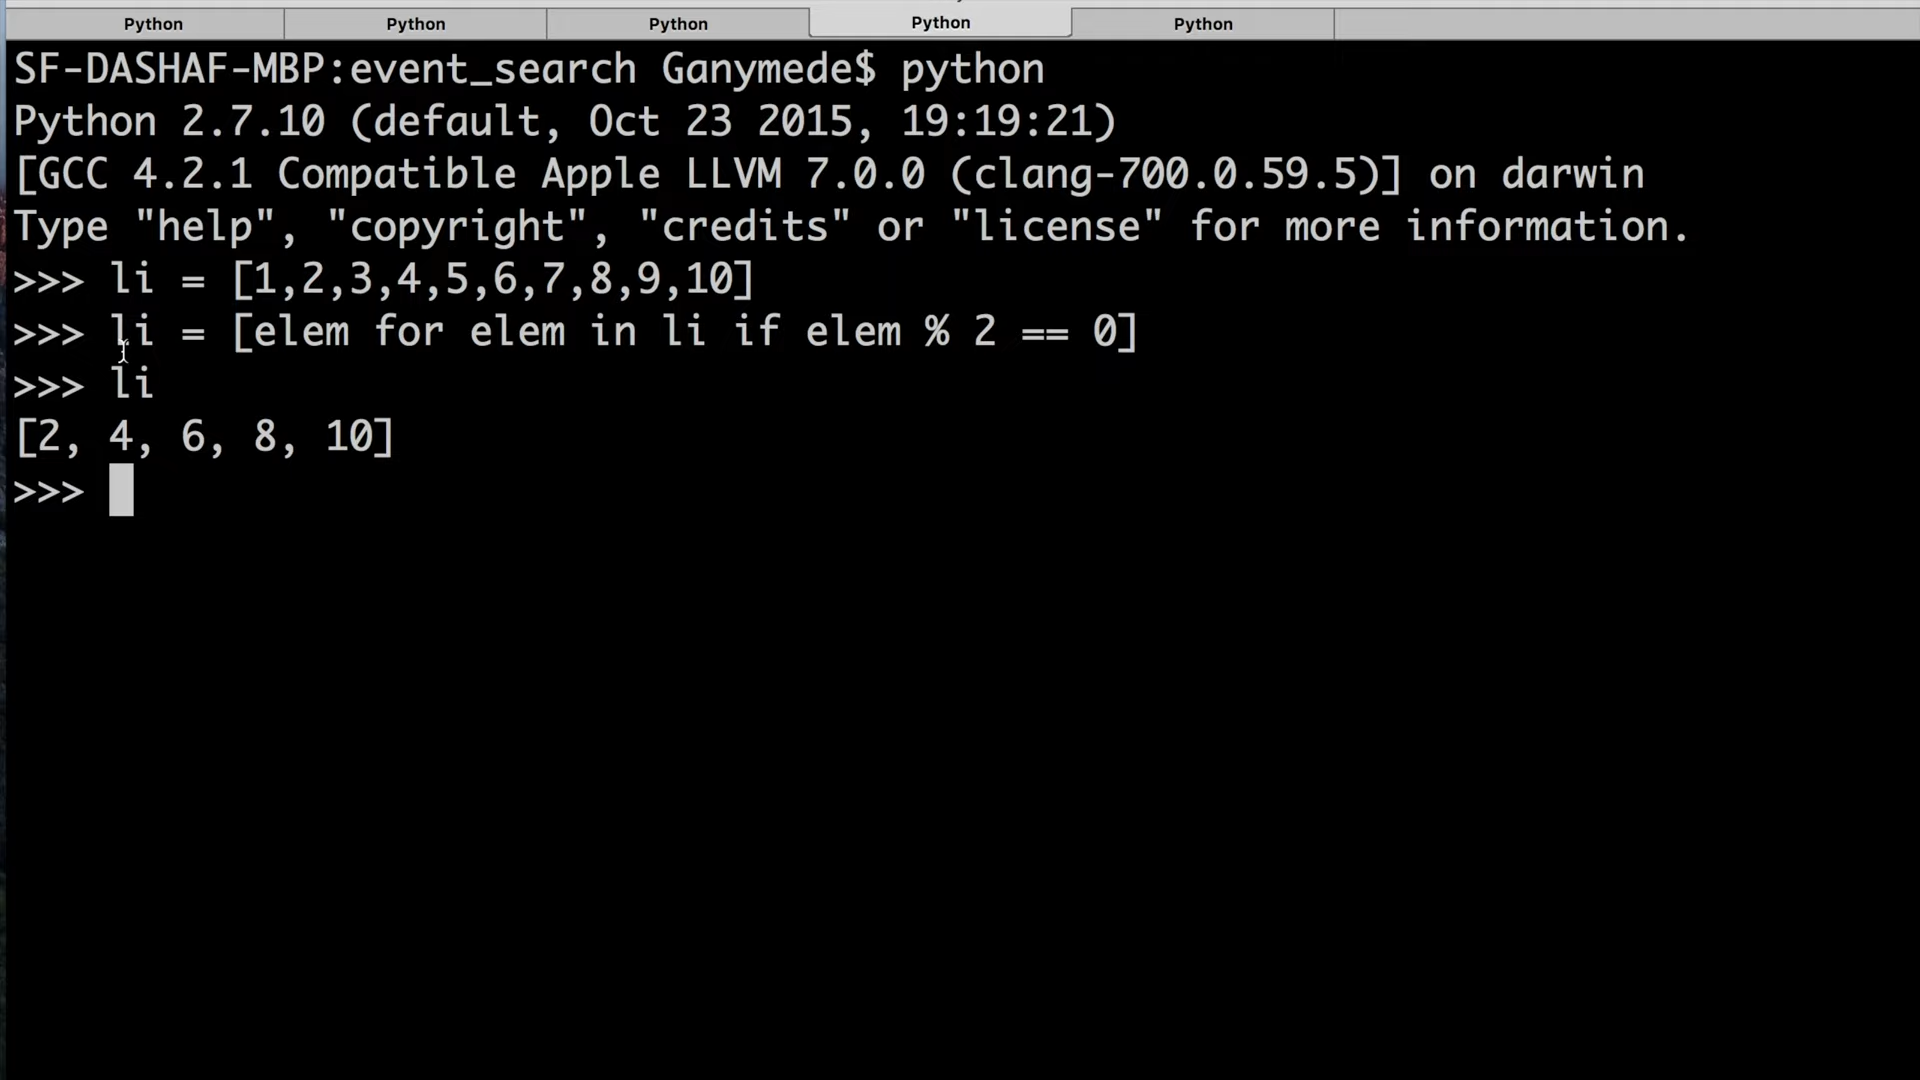 Python Python Python Python Python
SF-DASHAF-MBP:event_search Ganymede$ python
Python 2.7.10 (default, Oct 23 2015, 19:19:21)
[GCC 4.2.1 Compatible Apple LLVM 7.0.0 (clang-700.0.59.5)] on darwin
Type "help", "copyright", "credits" or "license" for more information.
>>> li = [1,2,3,4,5,6,7,8,9,10]
>>> li = [elem for elem in li if elem % 2 == 0]
>>> li
[2, 4, 6, 8, 10]
>>>